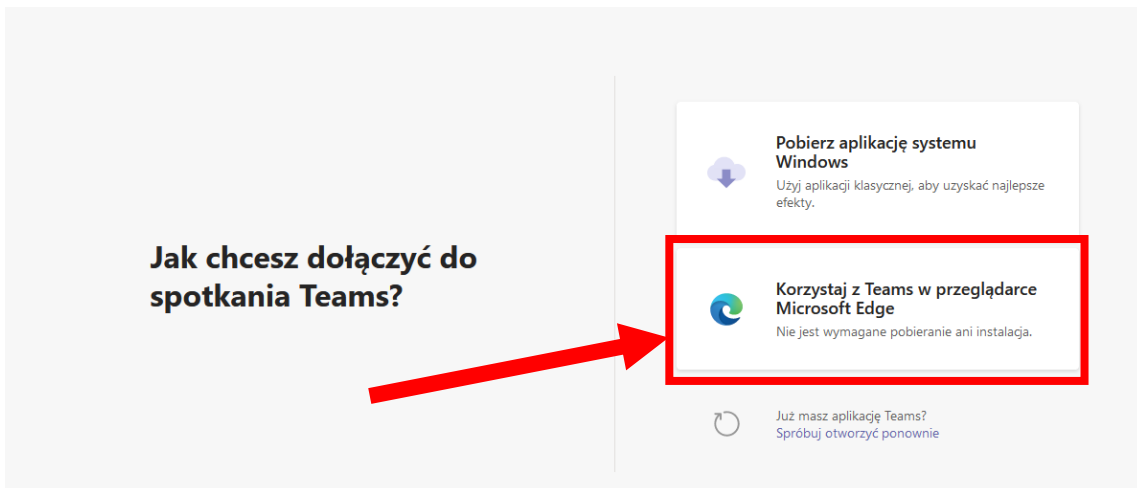 Jak chcesz dołączyć do
spotkania Teams?
Pobierz aplikację systemu
Windows
Użyj aplikacji klasycznej, aby uzyskać najlepsze
efekty.
Korzystaj z Teams w przeglądarce
Microsoft Edge
Nie jest wymagane pobieranie ani instalacja.
Już masz aplikację Teams?
Spróbuj otworzyć ponownie